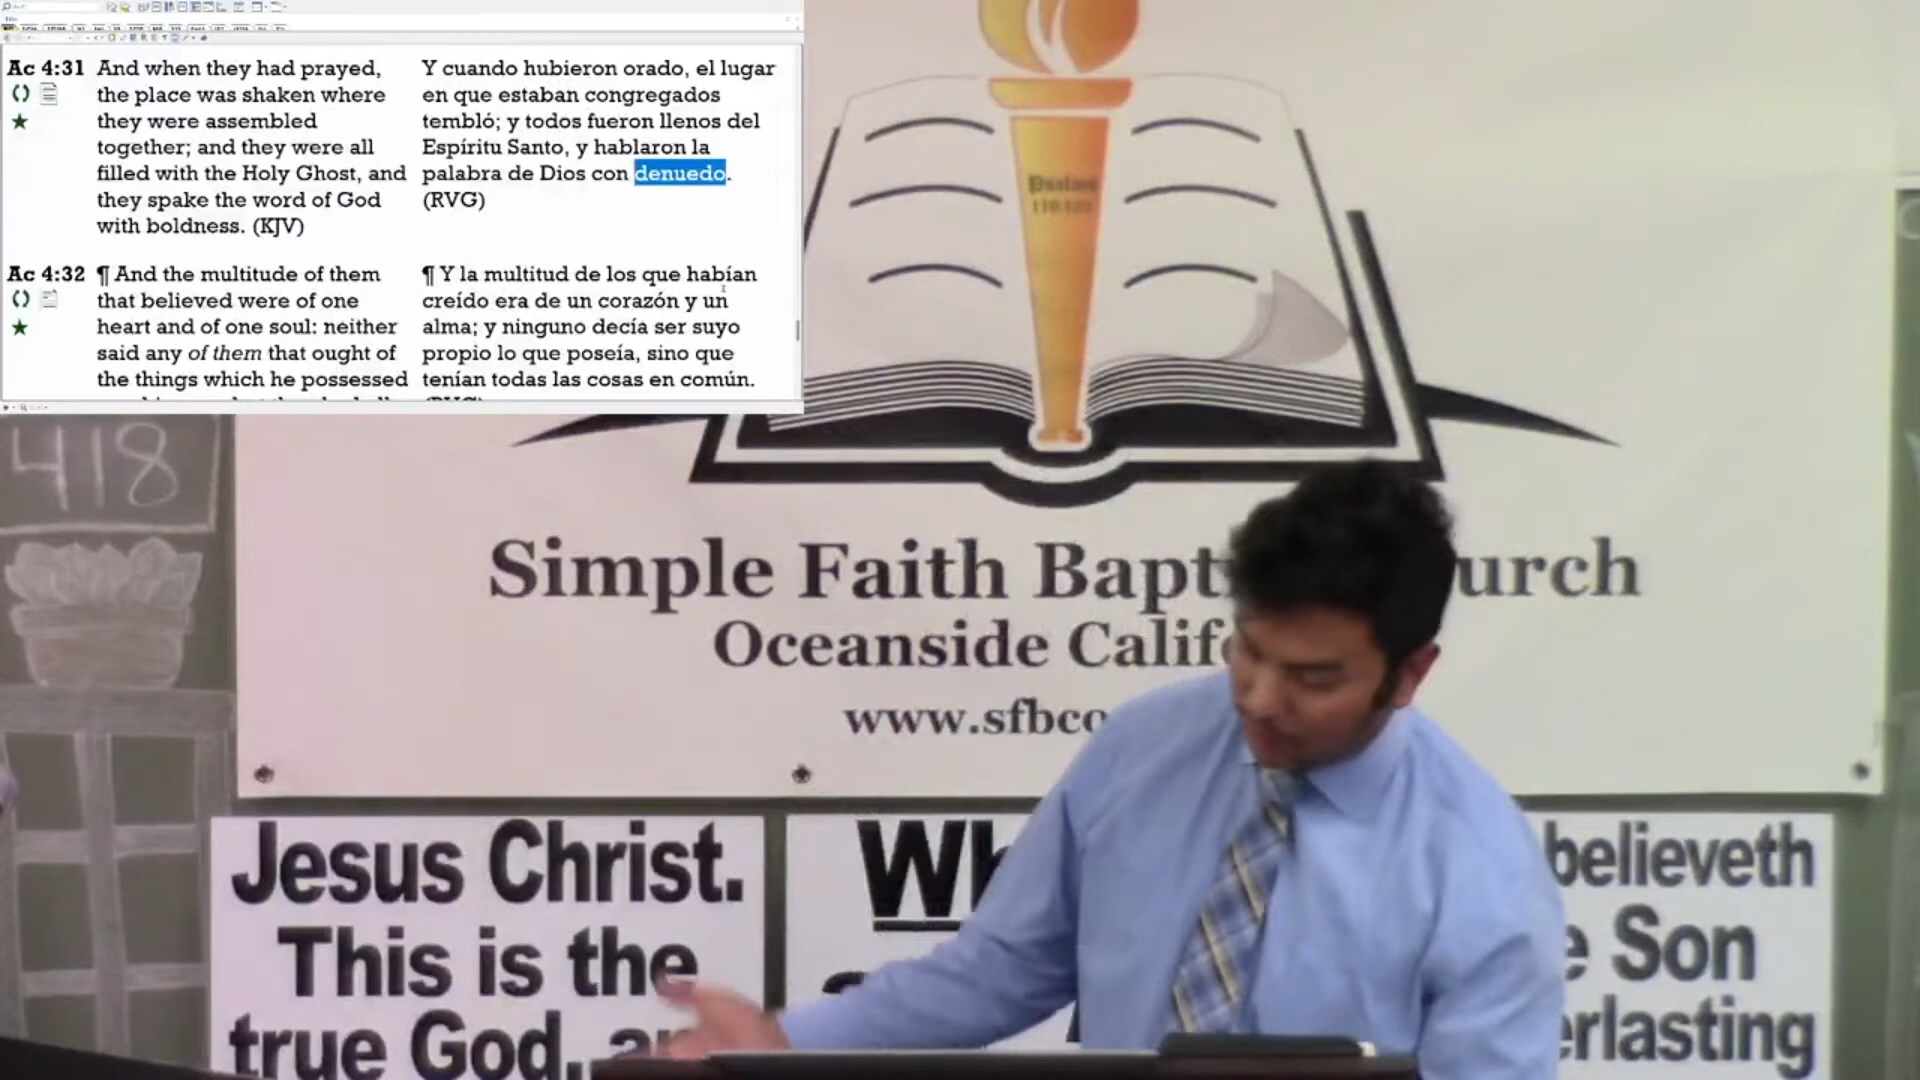 Ac 4:31
And when they had prayed,
the place was shaken where
they were assembled
together; and they were all
filled with the Holy Ghost, and
they spake the word of God
with boldness. (KJV)
Y cuando hubieron orado, el lugar
en que estaban congregados
tembló; y todos fueron llenos del
Espíritu Santo, y hablaron la
palabra de Dios con denuedo.
(RVG)
Ac 4:32
¶ And the multitude of them
that believed were of one
heart and of one soul: neither
said any of them that ought of
the things which he possessed
¶ Y la multitud de los que habían
creído era de un corazón y un
alma; y ninguno decía ser suyo
propio lo que poseía, sino que
tenían todas las cosas en común.
Psalms
418
Simple Faith Bapt urch
Oceanside Calif
www.sfbc
Jesus Christ.
This is the
true God,
Wh
believeth
e Son
erlasting